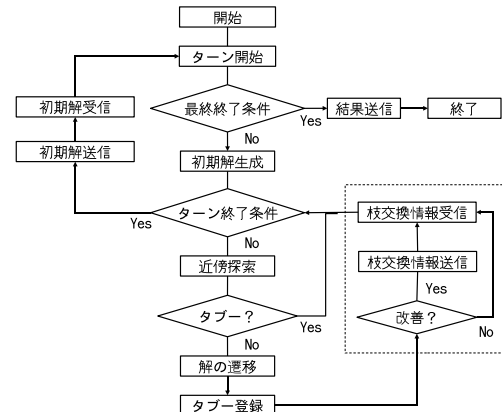 開始
ターン開始
最終終了条件
Yes
結果送信
終了
No
初期解受信
初期解送信
初期解生成
ターン終了条件
Yes
No
枝交換情報受信
枝交換情報送信
Yes
近傍探索
タブー？
Yes
改善？
No
No
解の遷移
タブー登録